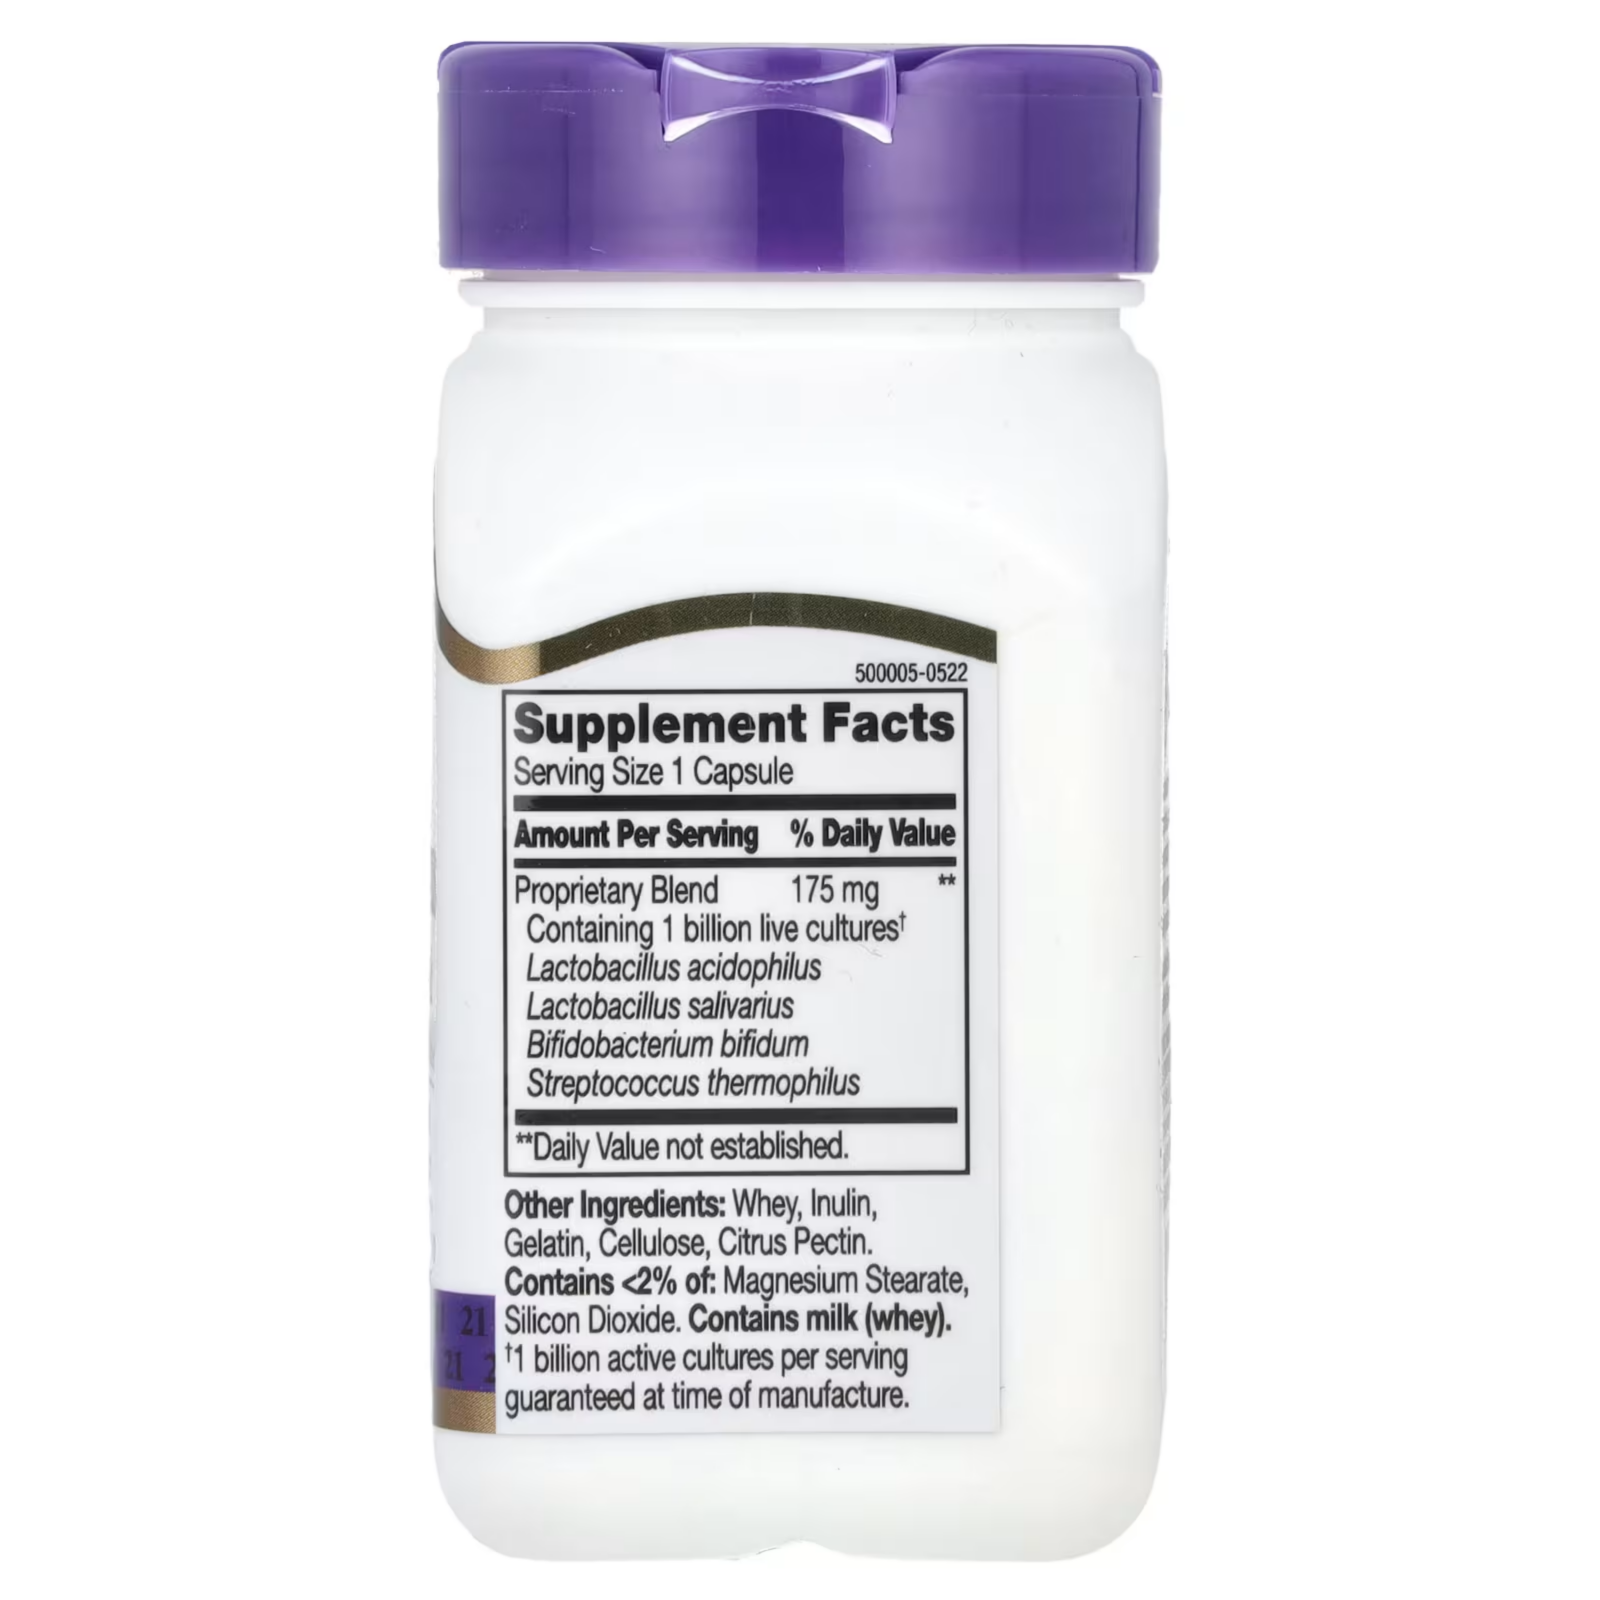 500005-0522
Supplement Facts
Serving Size 1 Capsule
Amount Per Serving % Daily Value
Proprietary Blend 175 mg **
Containing 1 billion live cultures†
Lactobacillus acidophilus
Lactobacillus salivarius
Bifidobacterium bifidum
Streptococcus thermophilus
**Daily Value not established.
Other Ingredients: Whey, Inulin,
Gelatin, Cellulose, Citrus Pectin.
Contains <2% of: Magnesium Stearate,
Silicon Dioxide. Contains milk (whey).
†1 billion active cultures per serving
guaranteed at time of manufacture.
21
21 2